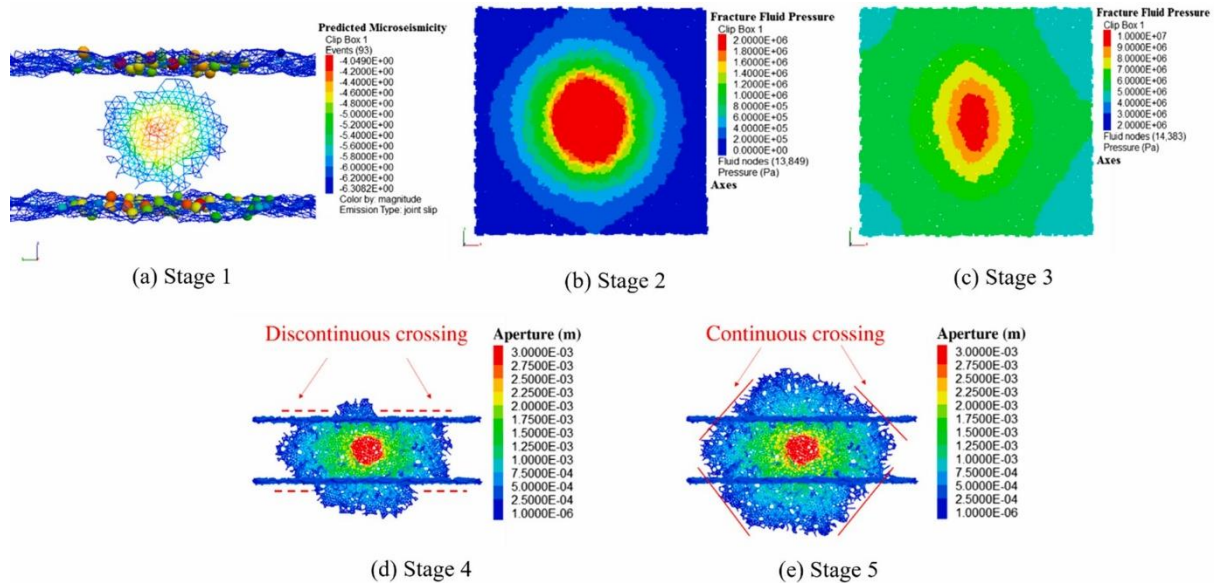 Predicted Microseismicity
Clip Box 1
Events (93)
-4.0490E+00
-4.2000E+00
-4.4000E+00
-4.6000E+00
-4.8000E+00
-5.0000E+00
-5.2000E+00
-5.4000E+00
-5.6000E+00
-5.8000E+00
-6.0000E+00
-6.2000E+00
-6.3082E+00
Color by: magnitude
Emission Type: joint slip
(a) Stage 1
Fracture Fluid Pressure
Clip Box 1
2.0000E+06
1.8000E+06
1.6000E+06
1.4000E+06
1.2000E+06
1.0000E+06
8.0000E+05
6.0000E+05
4.0000E+05
2.0000E+05
0.0000E+00
Fluid nodes (13,849)
Pressure (Pa)
Axes
(b) Stage 2
Fracture Fluid Pressure
Clip Box 1
1.0000E+07
9.0000E+06
8.0000E+06
7.0000E+06
6.0000E+06
5.0000E+06
4.0000E+06
3.0000E+06
2.0000E+06
Fluid nodes (14,383)
Pressure (Pa)
Axes
(c) Stage 3
Discontinuous crossing
Aperture (m)
3.0000E-03
2.7500E-03
2.5000E-03
2.2500E-03
2.0000E-03
1.7500E-03
1.5000E-03
1.2500E-03
1.0000E-03
7.5000E-04
5.0000E-04
2.5000E-04
1.0000E-06
(d) Stage 4
Continuous crossing
Aperture (m)
3.0000E-03
2.7500E-03
2.5000E-03
2.2500E-03
2.0000E-03
1.7500E-03
1.5000E-03
1.2500E-03
1.0000E-03
7.5000E-04
5.0000E-04
2.5000E-04
1.0000E-06
(e) Stage 5